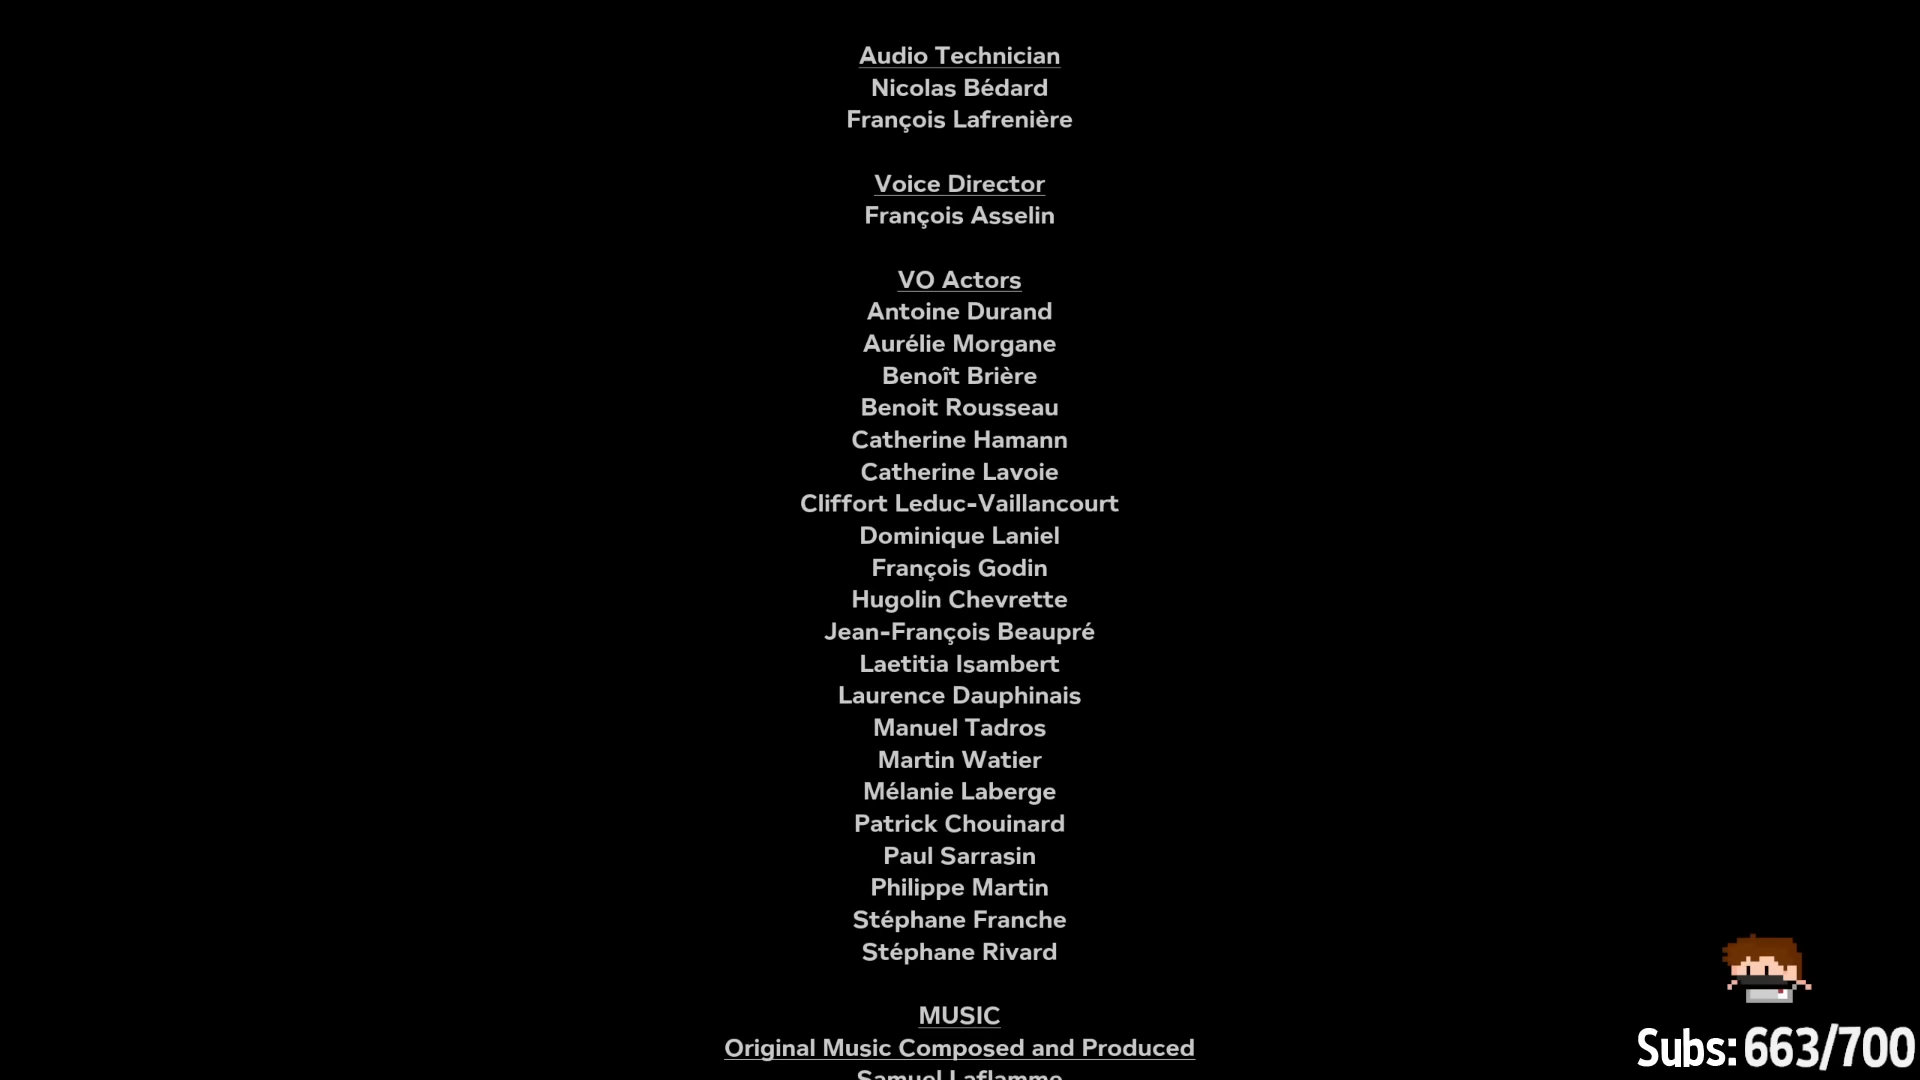 Audio Technician
Nicolas Bédard
François Lafrenière
Voice Director
François Asselin
VO Actors
Antoine Durand
Aurélie Morgane
Benoît Brière
Benoit Rousseau
Catherine Hamann
Catherine Lavoie
Cliffort Leduc-Vaillancourt
Dominique Laniel
François Godin
Hugolin Chevrette
Jean-François Beaupré
Laetitia Isambert
Laurence Dauphinais
Manuel Tadros
Martin Watier
Mélanie Laberge
Patrick Chouinard
Paul Sarrasin
Philippe Martin
Stéphane Franche
Stéphane Rivard
MUSIC
Original Music Composed and Produced
Samuel Laflamme
Subs: 663/700